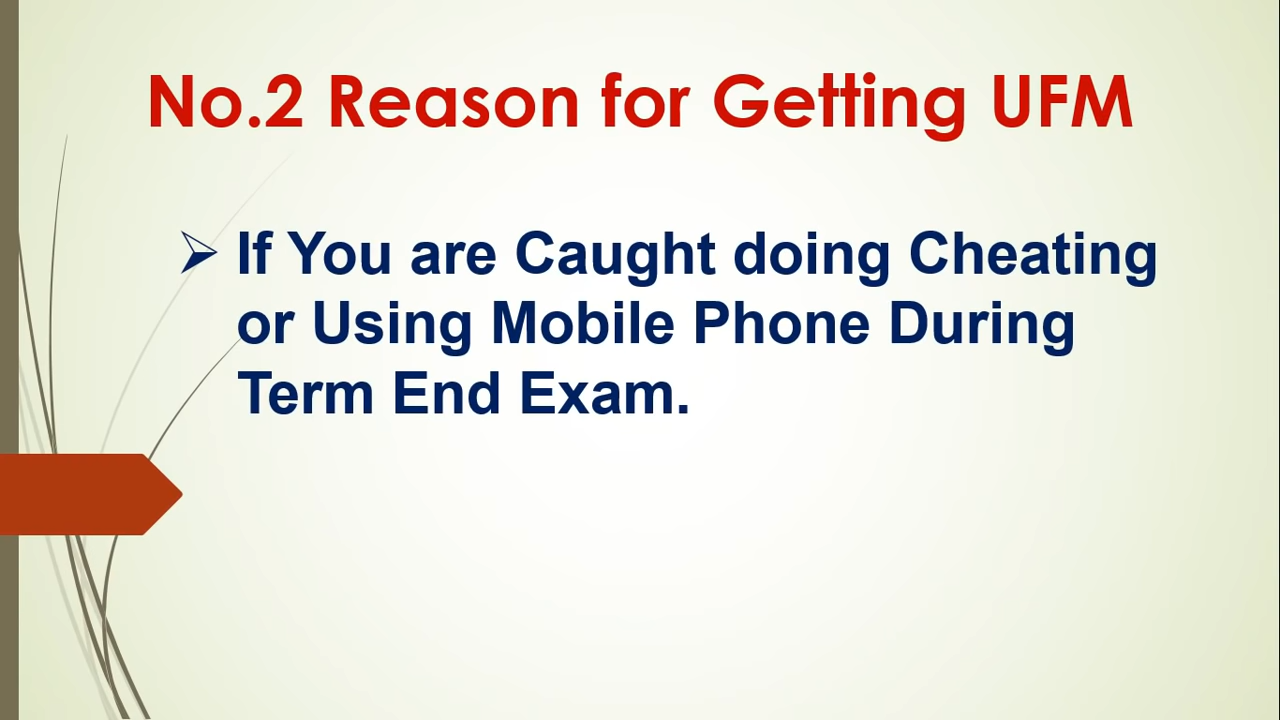 No.2 Reason for Getting UFM
➢ If You are Caught doing Cheating
or Using Mobile Phone During
Term End Exam.